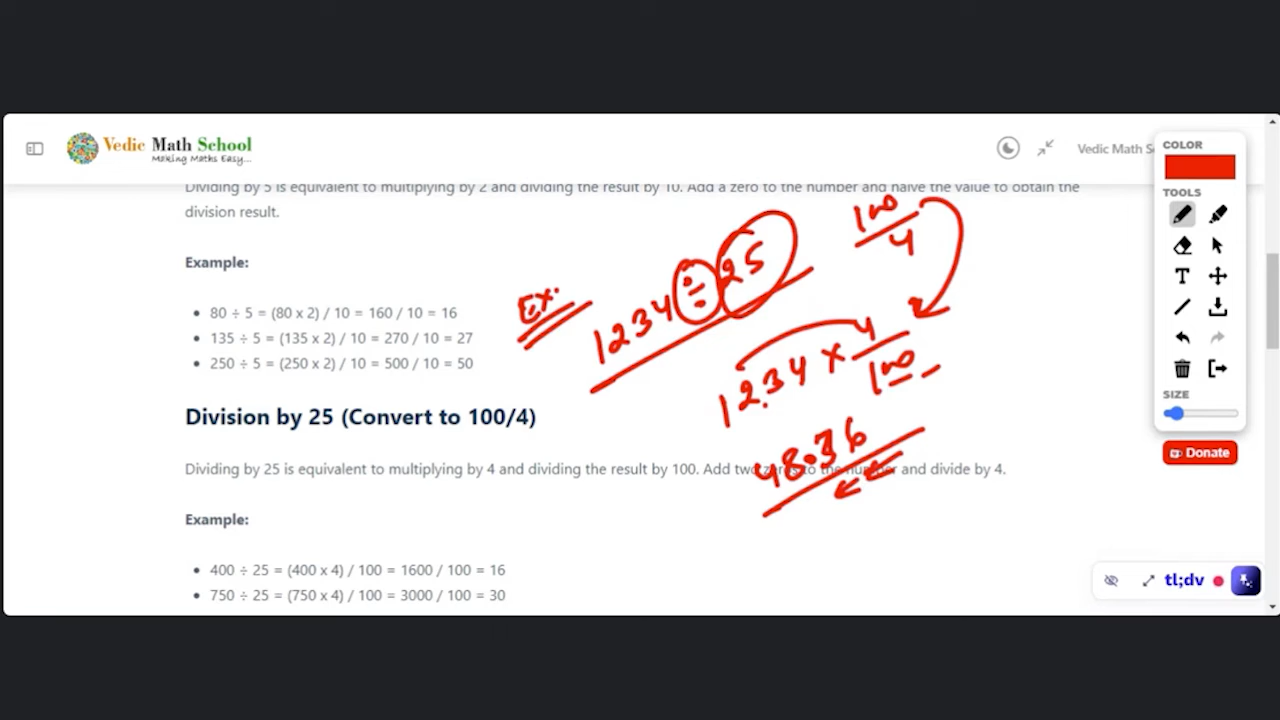 Vedic Math School
Making Maths Easy...
Vedic Math S
Dividing by 5 is equivalent to multiplying by 2 and dividing the result by 10. Add a zero to the number and halve the value to obtain the
division result.
Example:
80 ÷ 5 = (80 x 2) / 10 = 160 / 10 = 16
135 ÷ 5 = (135 x 2) / 10 = 270 / 10 = 27
250 ÷ 5 = (250 x 2) / 10 = 500 / 10 = 50
Ex:
1234 ÷ 25
100/4
1234 x 4/100
48.36
Division by 25 (Convert to 100/4)
Dividing by 25 is equivalent to multiplying by 4 and dividing the result by 100. Add two zeros to the number and divide by 4.
Example:
400 ÷ 25 = (400 x 4) / 100 = 1600 / 100 = 16
750 ÷ 25 = (750 x 4) / 100 = 3000 / 100 = 30
COLOR
TOOLS
T
SIZE
Donate
tl;dv